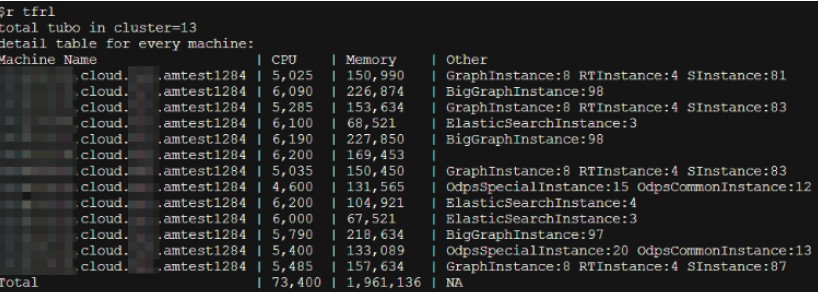 $r tfrl
total tubo in cluster=13
detail table for every machine:
Machine Name | CPU | Memory | Other
.cloud. .amtest1284 | 5,025 | 150,990 | GraphInstance:8 RTInstance:4 SInstance:81
.cloud. .amtest1284 | 6,090 | 226,874 | BigGraphInstance:98
.cloud. .amtest1284 | 5,285 | 153,634 | GraphInstance:8 RTInstance:4 SInstance:83
.cloud. .amtest1284 | 6,100 | 68,521 | ElasticSearchInstance:3
.cloud. .amtest1284 | 6,190 | 227,850 | BigGraphInstance:98
.cloud. .amtest1284 | 6,200 | 169,453 |
.cloud. .amtest1284 | 5,035 | 150,450 | GraphInstance:8 RTInstance:4 SInstance:83
.cloud. .amtest1284 | 4,600 | 131,565 | OdpsSpecialInstance:15 OdpsCommonInstance:12
.cloud. .amtest1284 | 6,200 | 104,921 | ElasticSearchInstance:4
.cloud. .amtest1284 | 6,000 | 67,521 | ElasticSearchInstance:3
.cloud. .amtest1284 | 5,790 | 218,634 | BigGraphInstance:97
.cloud. .amtest1284 | 5,400 | 133,089 | OdpsSpecialInstance:20 OdpsCommonInstance:13
.cloud. .amtest1284 | 5,485 | 157,634 | GraphInstance:8 RTInstance:4 SInstance:87
Total | 73,400 | 1,961,136 | NA